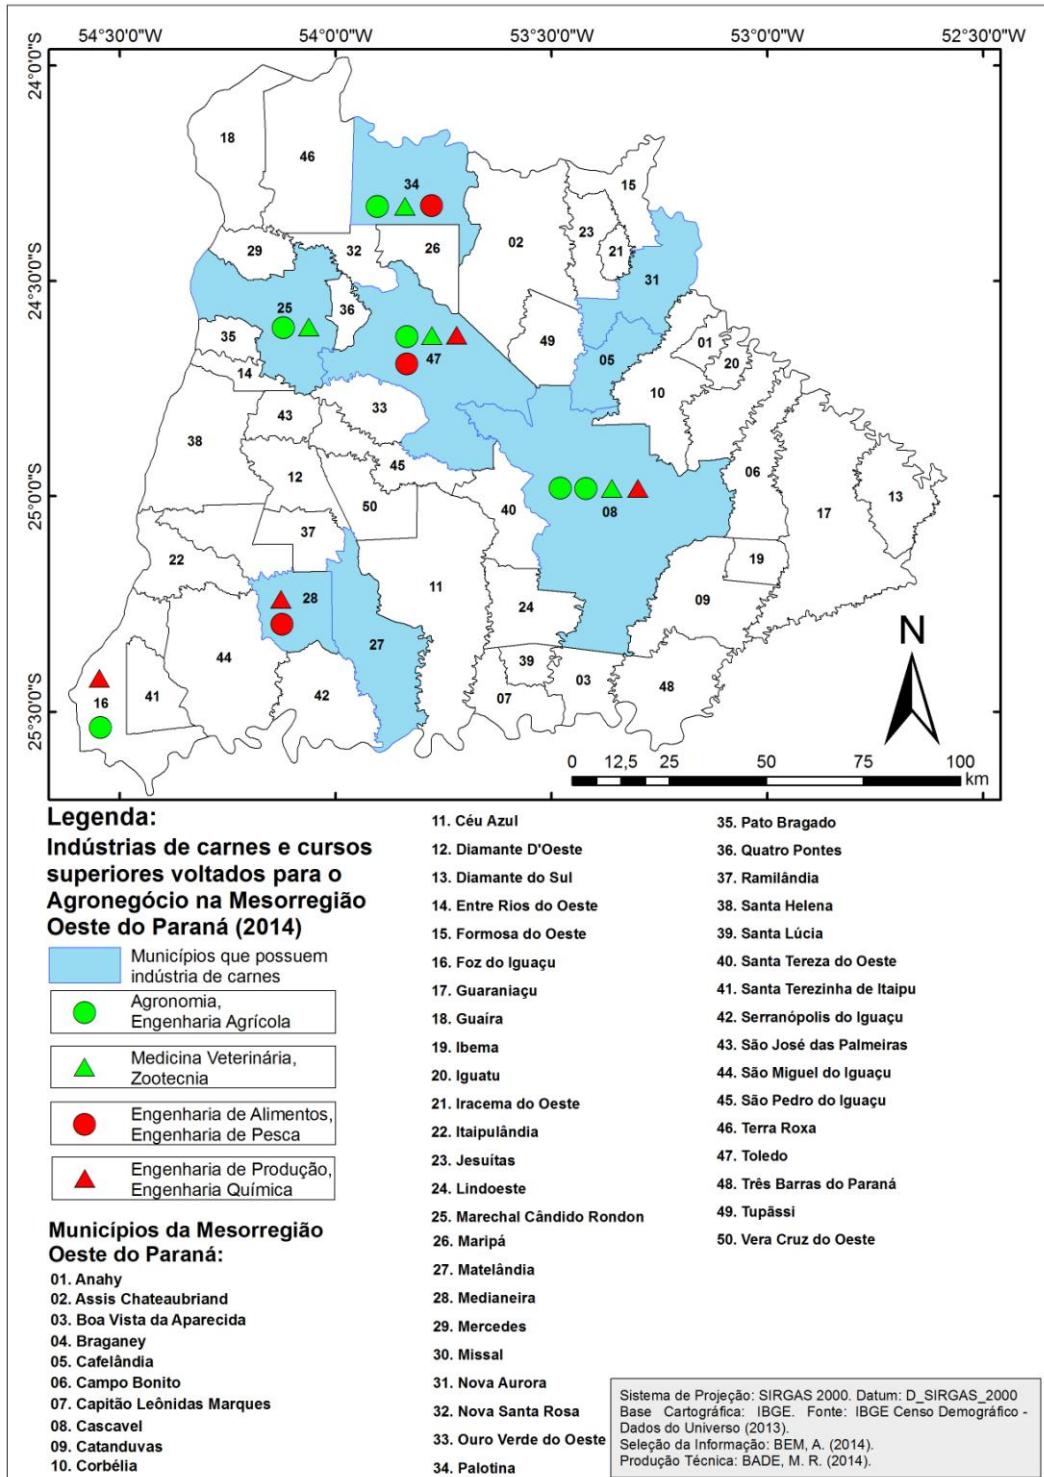 54°30'0"W
54°0'0"W
53°30'0"W
53°0'0"W
52°30'0"W
24°0'0"S
24°30'0"S
25°0'0"S
25°30'0"S
18
46
34
15
02
23
21
29
32
26
31
25
36
35
47
49
05
01
20
14
10
43
33
38
45
12
06
50
40
08
17
13
37
22
19
11
28
24
09
27
44
39
03
48
42
07
16
41
N
0 12,5 25 50 75 100
km
Legenda:
Indústrias de carnes e cursos
superiores voltados para o
Agronegócio na Mesorregião
Oeste do Paraná (2014)
Municípios que possuem
indústria de carnes
Agronomia,
Engenharia Agrícola
Medicina Veterinária,
Zootecnia
Engenharia de Alimentos,
Engenharia de Pesca
Engenharia de Produção,
Engenharia Química
Municípios da Mesorregião
Oeste do Paraná:
01. Anahy
02. Assis Chateaubriand
03. Boa Vista da Aparecida
04. Braganey
05. Cafelândia
06. Campo Bonito
07. Capitão Leônidas Marques
08. Cascavel
09. Catanduvas
10. Corbélia
11. Céu Azul
12. Diamante D'Oeste
13. Diamante do Sul
14. Entre Rios do Oeste
15. Formosa do Oeste
16. Foz do Iguaçu
17. Guaraniaçu
18. Guaíra
19. Ibema
20. Iguatu
21. Iracema do Oeste
22. Itaipulândia
23. Jesuítas
24. Lindoeste
25. Marechal Cândido Rondon
26. Maripá
27. Matelândia
28. Medianeira
29. Mercedes
30. Missal
31. Nova Aurora
32. Nova Santa Rosa
33. Ouro Verde do Oeste
34. Palotina
35. Pato Bragado
36. Quatro Pontes
37. Ramilândia
38. Santa Helena
39. Santa Lúcia
40. Santa Tereza do Oeste
41. Santa Terezinha de Itaipu
42. Serranópolis do Iguaçu
43. São José das Palmeiras
44. São Miguel do Iguaçu
45. São Pedro do Iguaçu
46. Terra Roxa
47. Toledo
48. Três Barras do Paraná
49. Tupãssi
50. Vera Cruz do Oeste
Sistema de Projeção: SIRGAS 2000. Datum: D_SIRGAS_2000
Base Cartográfica: IBGE. Fonte: IBGE Censo Demográfico -
Dados do Universo (2013).
Seleção da Informação: BEM, A. (2014).
Produção Técnica: BADE, M. R. (2014).